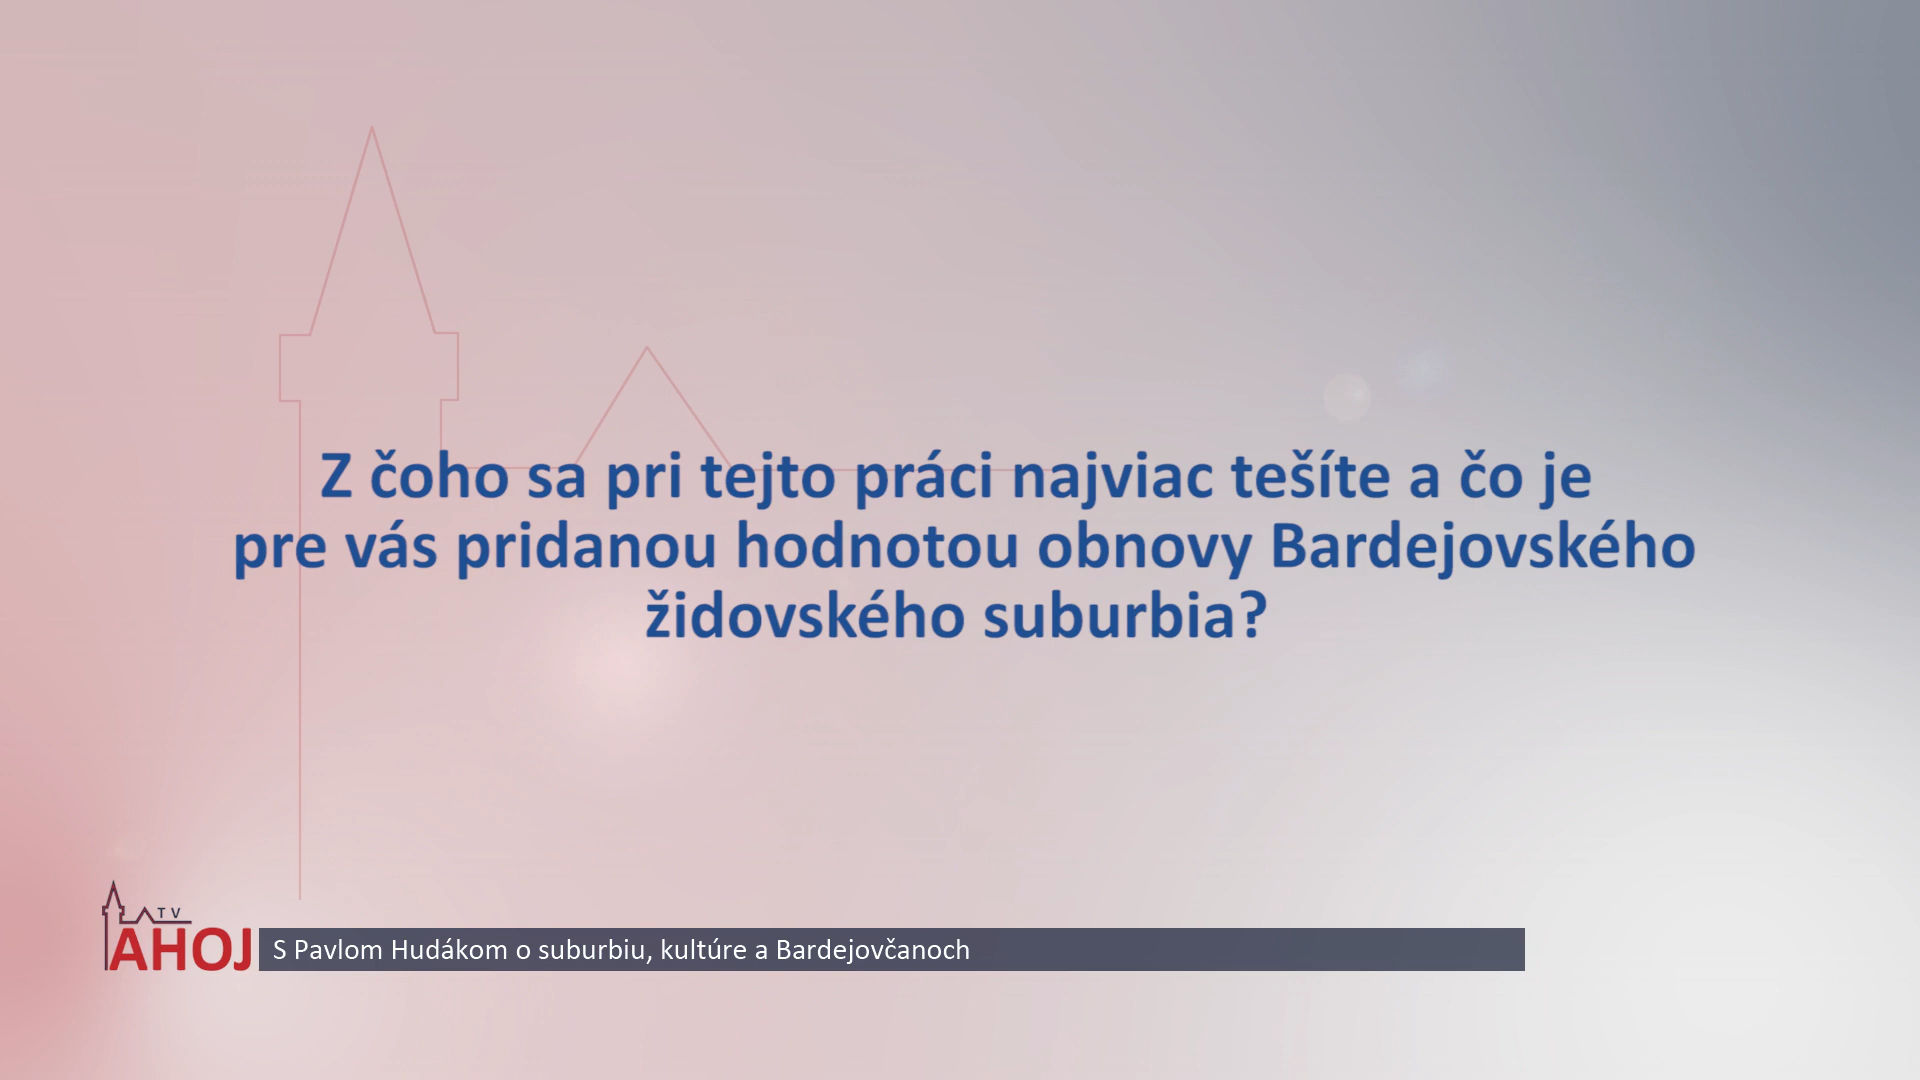 Z čoho sa pri tejto práci najviac tešíte a čo je
pre vás pridanou hodnotou obnovy Bardejovského
židovského suburbia?
TV
AHOJ
S Pavlom Hudákom o suburbiu, kultúre a Bardejovčanoch